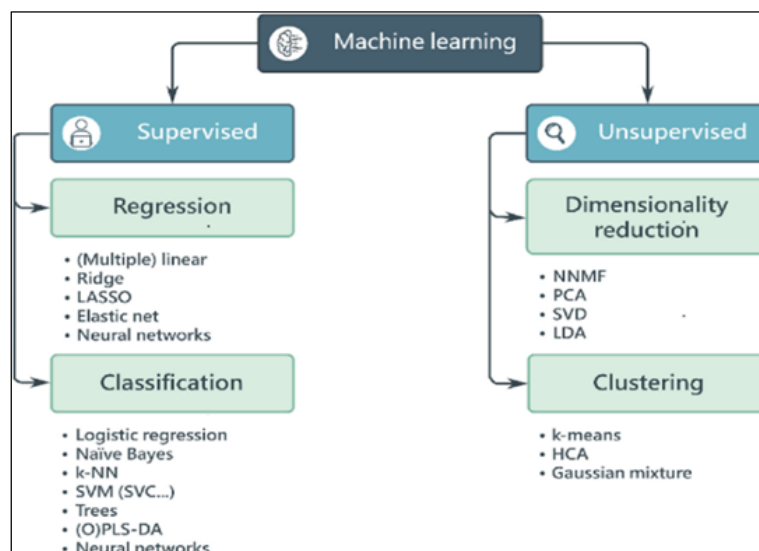 Machine learning
Supervised
Regression
• (Multiple) linear
• Ridge
• LASSO
• Elastic net
• Neural networks
Classification
• Logistic regression
• Naïve Bayes
• k-NN
• SVM (SVC...)
• Trees
• (O)PLS-DA
• Neural networks
Unsupervised
Dimensionality
reduction
• NNMF
• PCA
• SVD
• LDA
Clustering
• k-means
• HCA
• Gaussian mixture